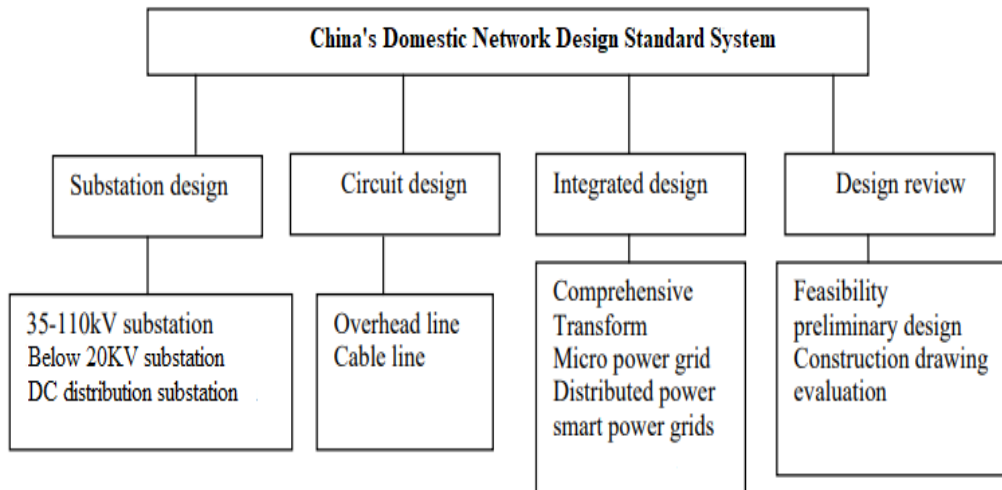 China's Domestic Network Design Standard System
Substation design
Circuit design
Integrated design
Design review
35-110kV substation
Below 20KV substation
DC distribution substation
Overhead line
Cable line
Comprehensive
Transform
Micro power grid
Distributed power
smart power grids
Feasibility
preliminary design
Construction drawing
evaluation